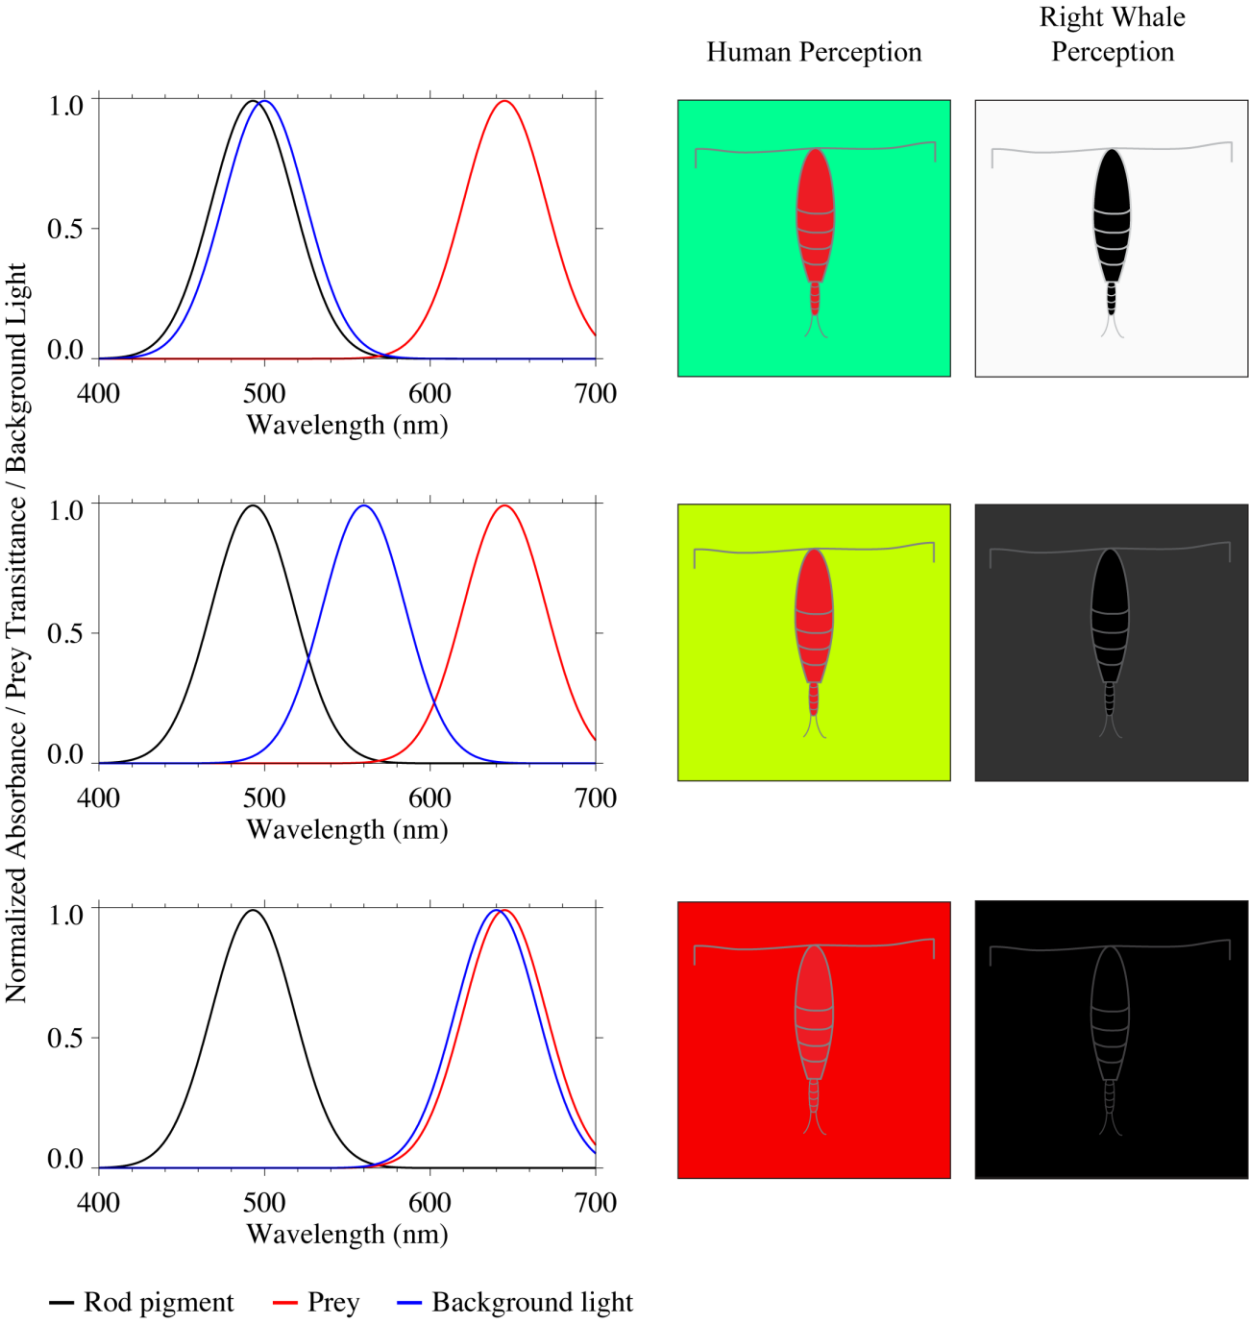 Human Perception
Right Whale
Perception
Normalized Absorbance / Prey Transittance / Background Light
1.0
0.5
0.0
400 500 600 700
Wavelength (nm)
1.0
0.5
0.0
400 500 600 700
Wavelength (nm)
1.0
0.5
0.0
400 500 600 700
Wavelength (nm)
Rod pigment Prey Background light